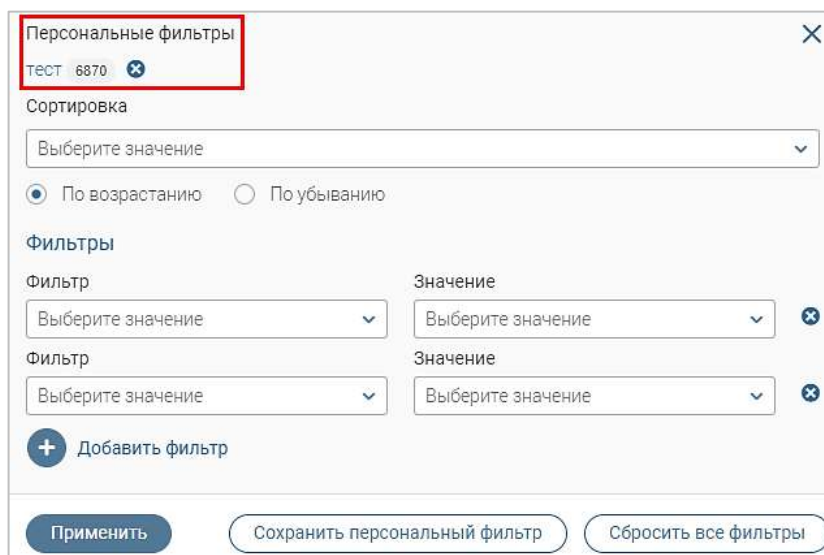 Персональные фильтры
тест 6870
Сортировка
Выберите значение
По возрастанию По убыванию
Фильтры
Фильтр Значение
Выберите значение Выберите значение
Фильтр Значение
Выберите значение Выберите значение
Добавить фильтр
Применить Сохранить персональный фильтр Сбросить все фильтры